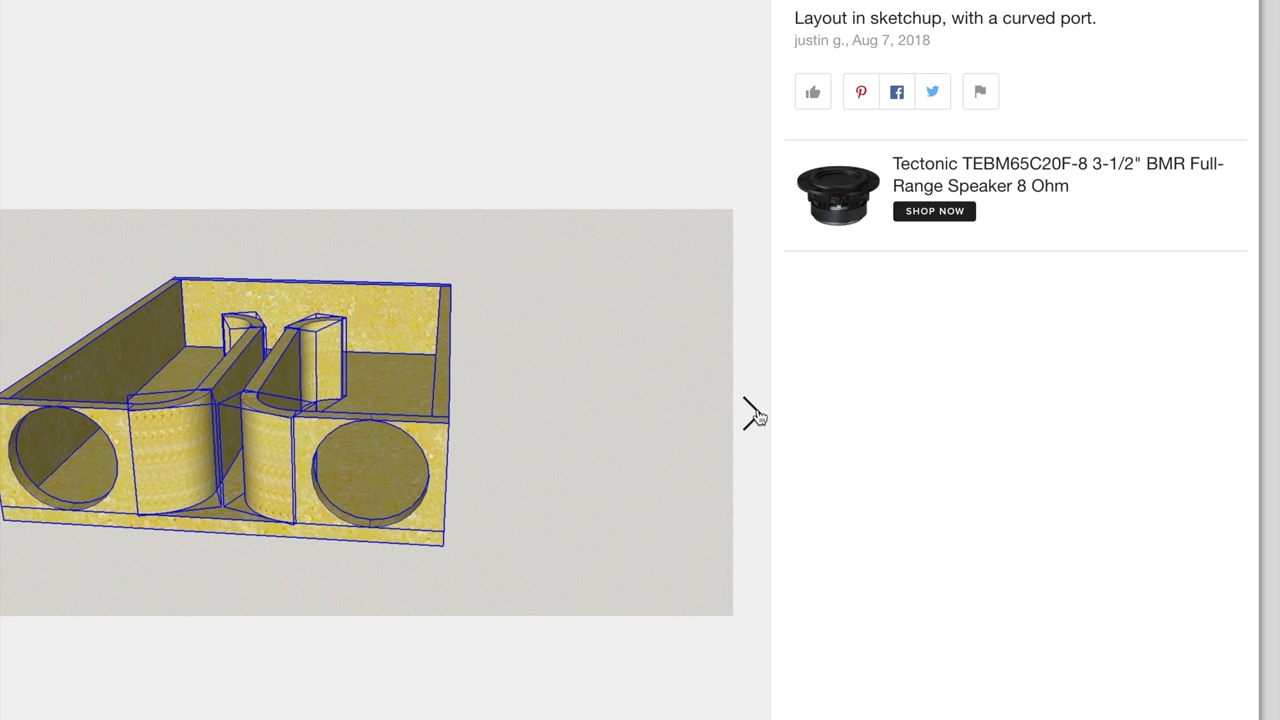 Layout in sketchup, with a curved port.
justin g., Aug 7, 2018
Tectonic TEBM65C20F-8 3-1/2" BMR Full-
Range Speaker 8 Ohm
SHOP NOW